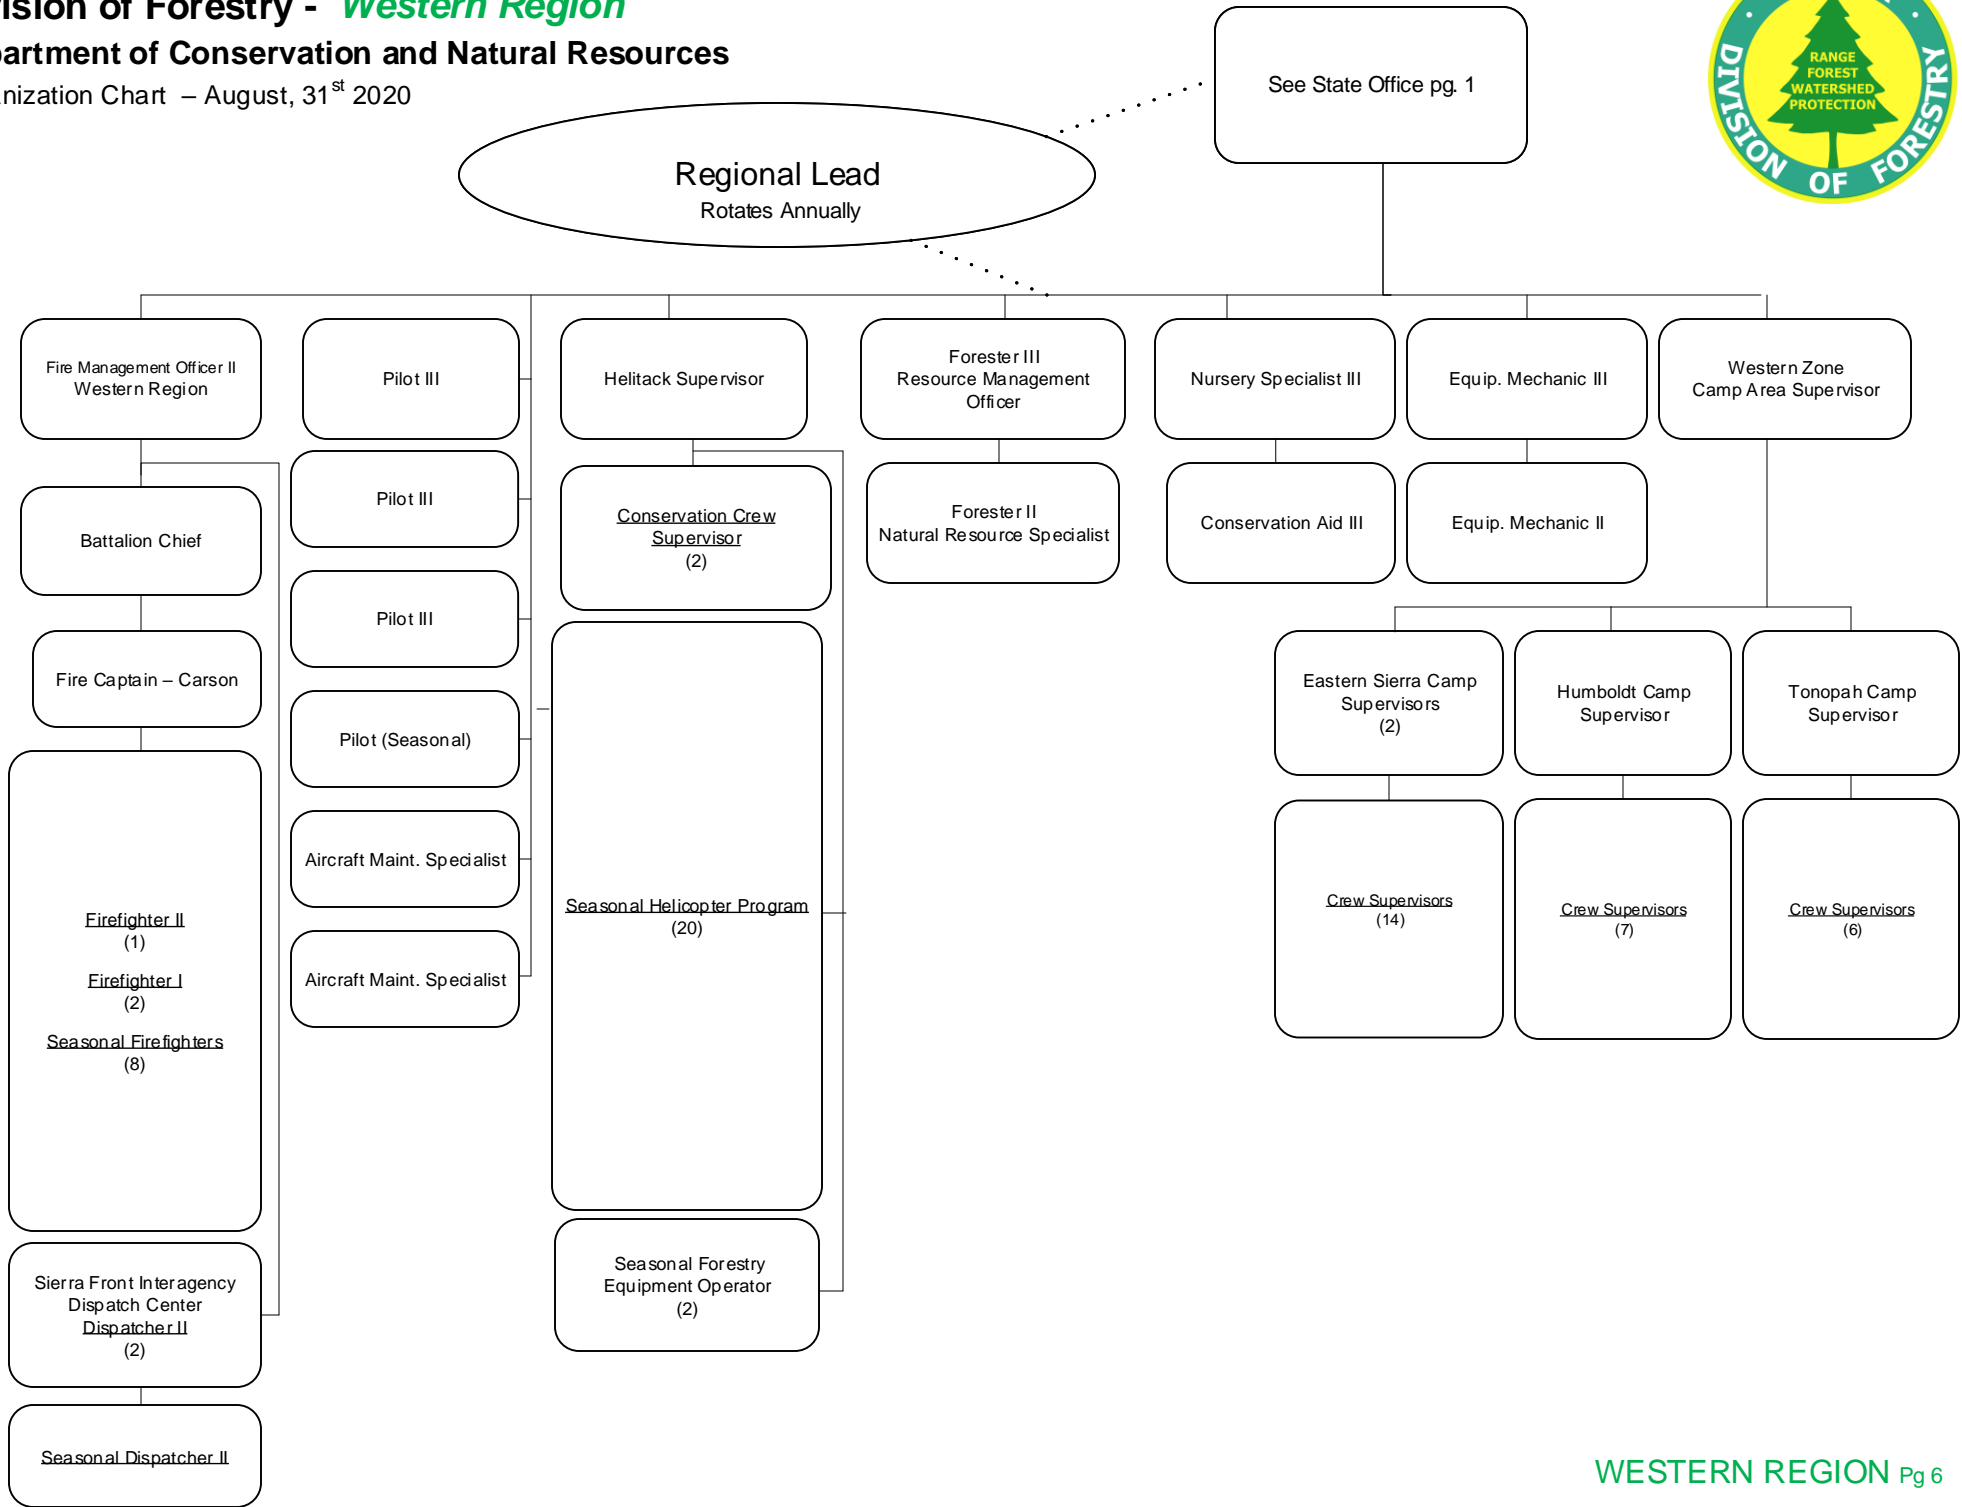 vision of Forestry - Western Region
partment of Conservation and Natural Resources
nization Chart – August, 31st 2020
See State Office pg. 1
RANGE
FOREST
WATERSHED
PROTECTION
DIVISION OF FORESTRY
Regional Lead
Rotates Annually
Fire Management Officer II
Western Region
Pilot III
Helitack Supervisor
Forester III
Resource Management
Officer
Nursery Specialist III
Equip. Mechanic III
Western Zone
Camp Area Supervisor
Battalion Chief
Pilot III
Conservation Crew
Supervisor
(2)
Forester II
Natural Resource Specialist
Conservation Aid III
Equip. Mechanic II
Fire Captain – Carson
Pilot III
Eastern Sierra Camp
Supervisors
(2)
Humboldt Camp
Supervisor
Tonopah Camp
Supervisor
Pilot (Seasonal)
Aircraft Maint. Specialist
Aircraft Maint. Specialist
Firefighter II
(1)
Firefighter I
(2)
Seasonal Firefighters
(8)
Seasonal Helicopter Program
(20)
Crew Supervisors
(14)
Crew Supervisors
(7)
Crew Supervisors
(6)
Sierra Front Interagency
Dispatch Center
Dispatcher II
(2)
Seasonal Forestry
Equipment Operator
(2)
Seasonal Dispatcher II
WESTERN REGION Pg 6